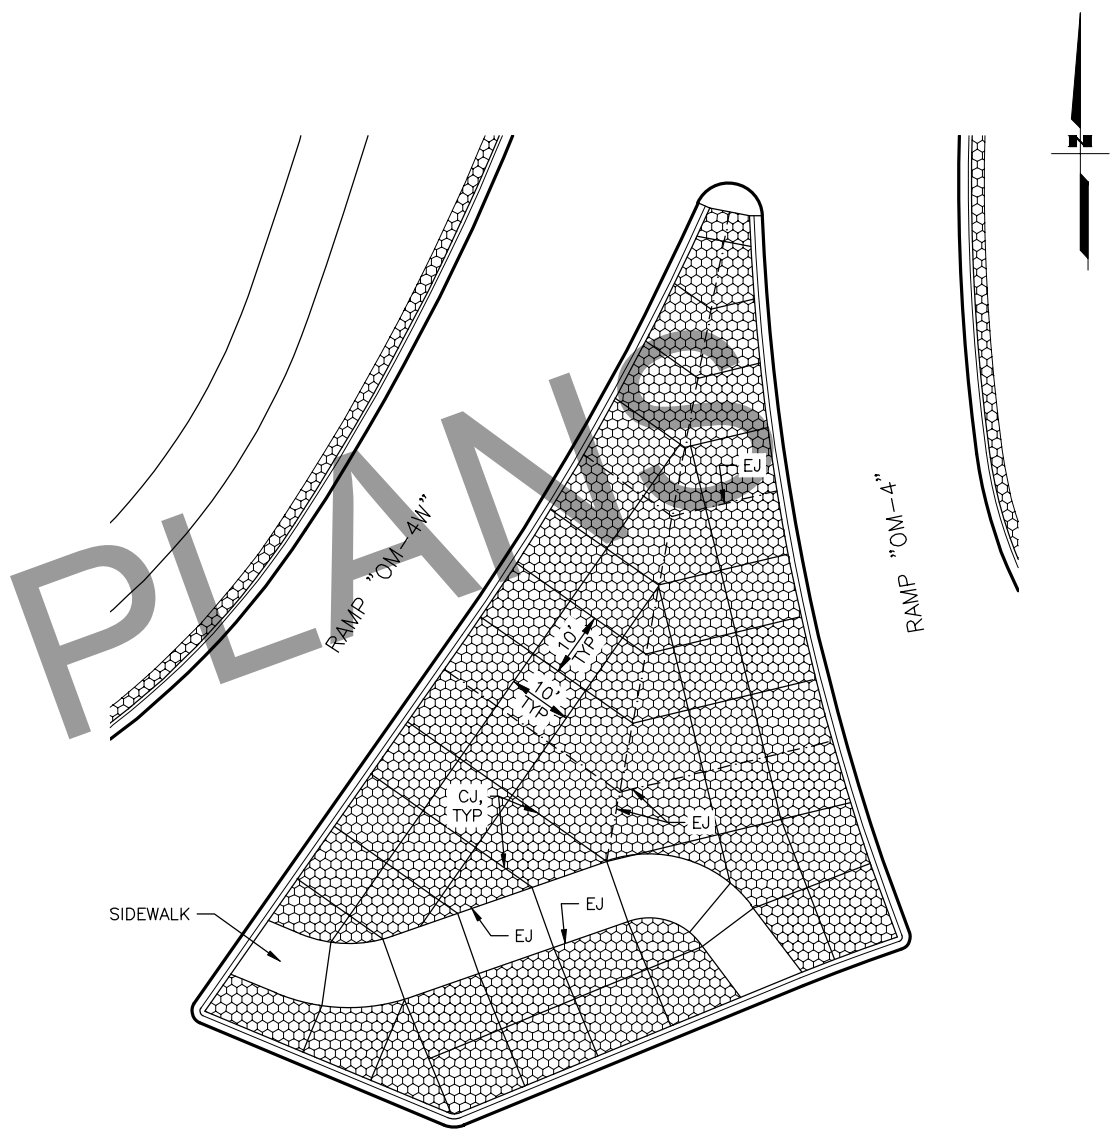 N
PLANS
RAMP "OM-4W"
RAMP "OM-4"
EJ
10'
TYP
10'
TYP
CJ,
TYP
EJ
SIDEWALK
EJ
EJ